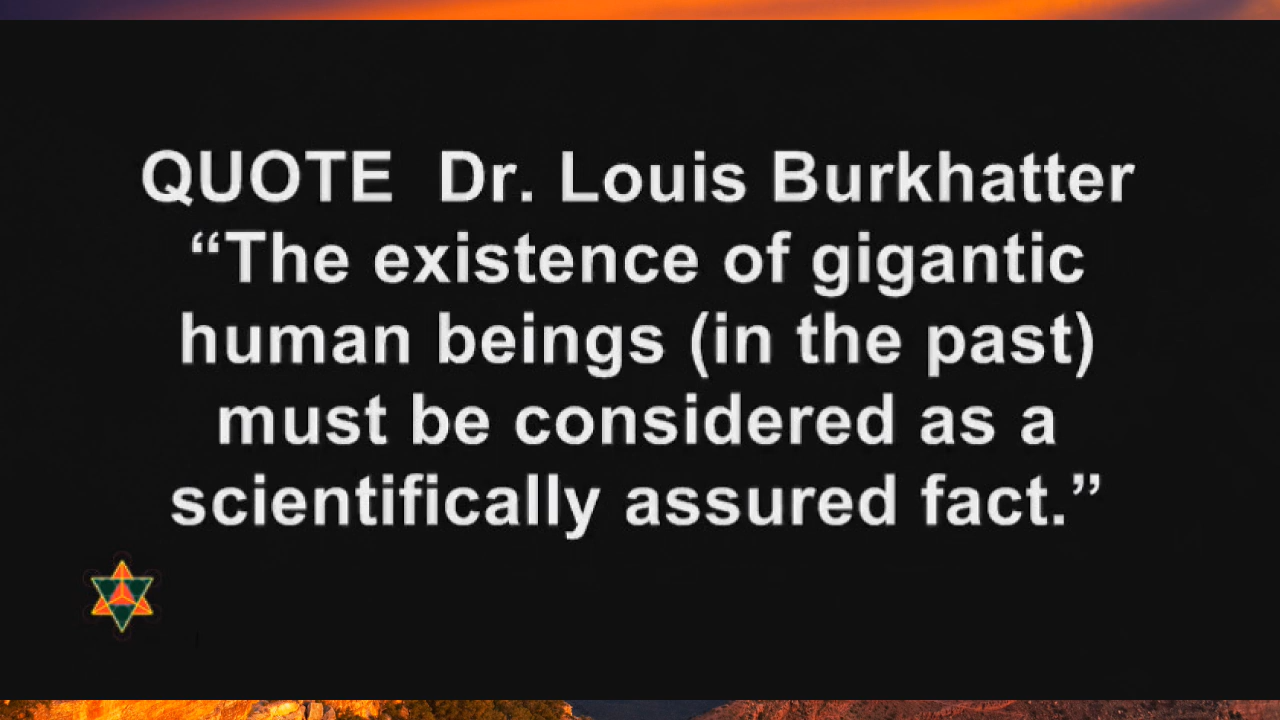 QUOTE  Dr. Louis Burkhatter
“The existence of gigantic
human beings (in the past)
must be considered as a
scientifically assured fact.”